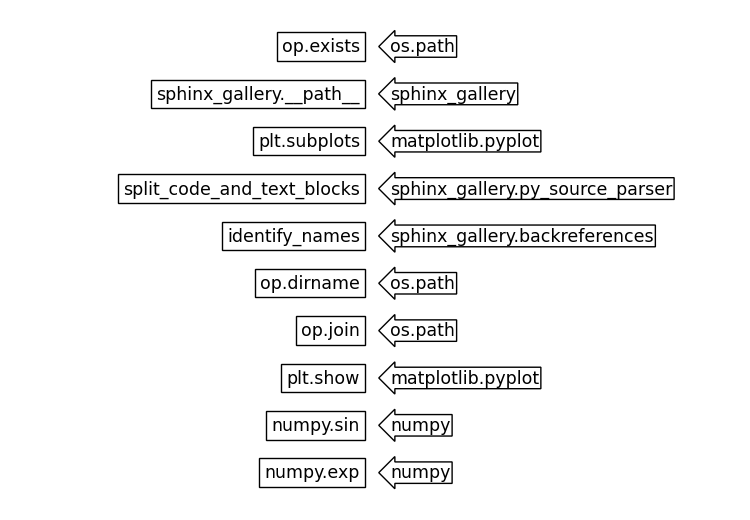 op.exists os.path
sphinx_gallery.__path__ sphinx_gallery
plt.subplots matplotlib.pyplot
split_code_and_text_blocks sphinx_gallery.py_source_parser
identify_names sphinx_gallery.backreferences
op.dirname os.path
op.join os.path
plt.show matplotlib.pyplot
numpy.sin numpy
numpy.exp numpy